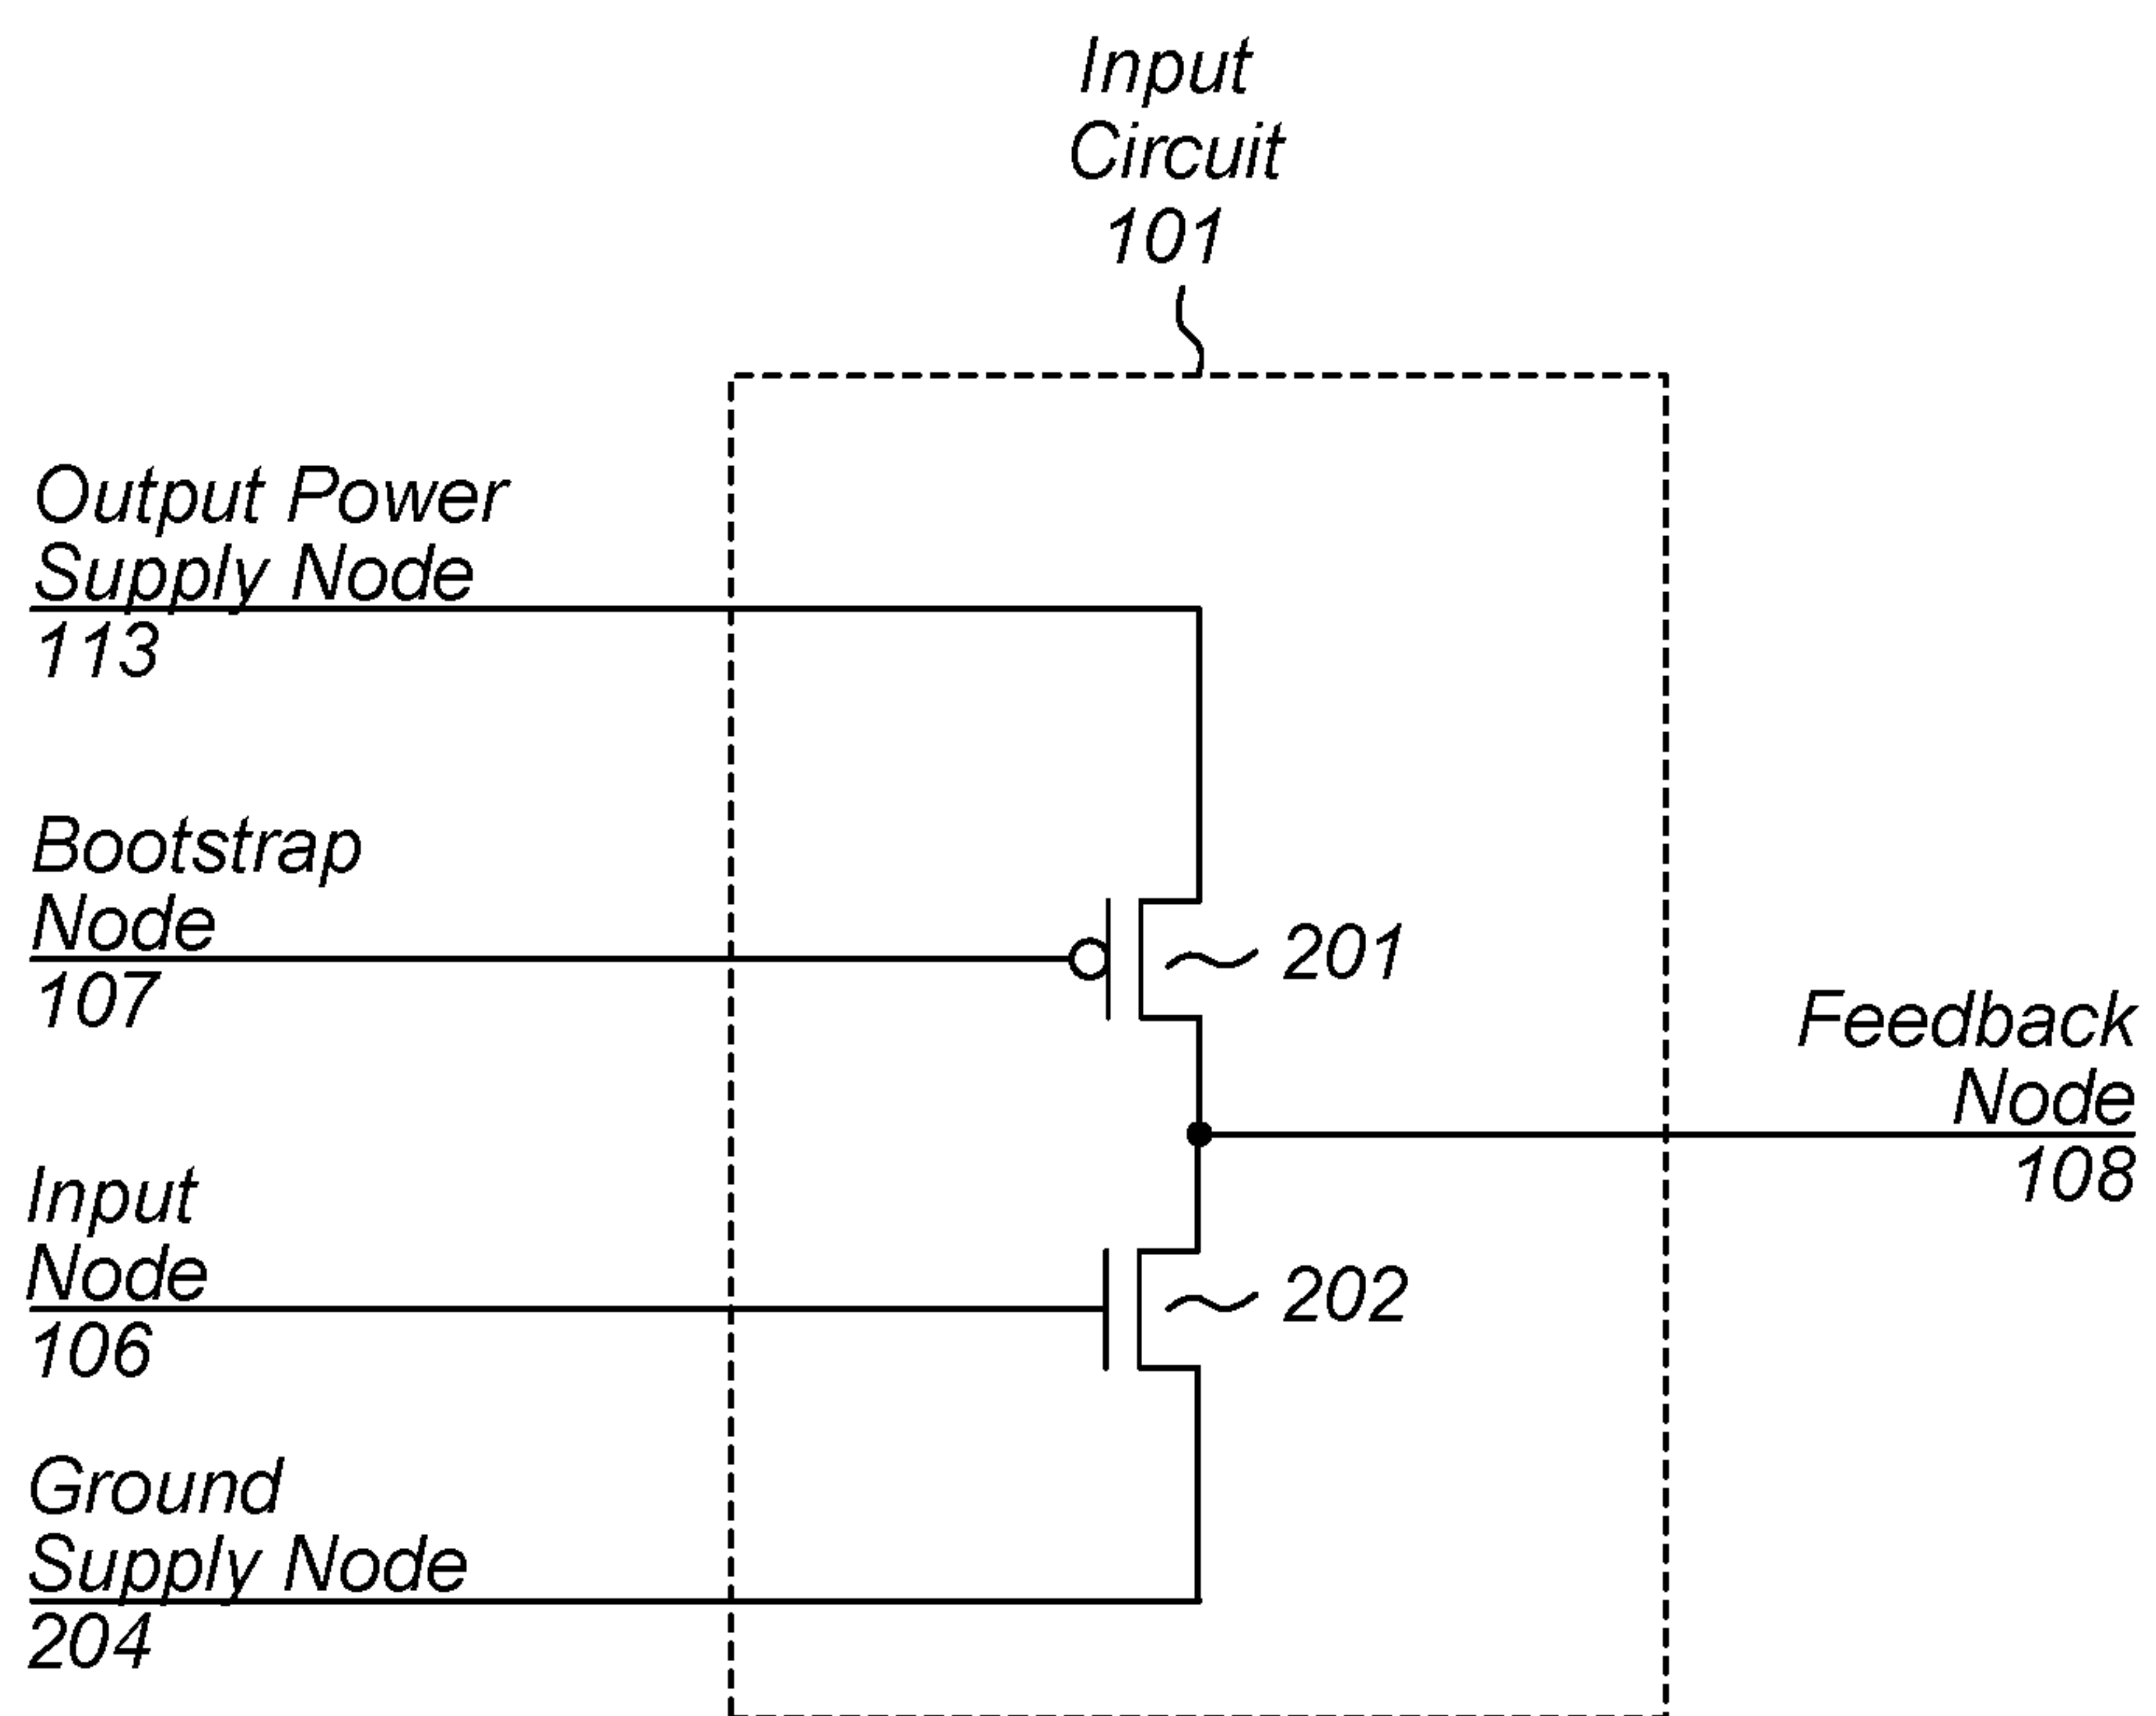 Input
Circuit
101
Output Power
Supply Node
113
Bootstrap
Node
107
201
Feedback
Node
108
Input
Node
106
202
Ground
Supply Node
204